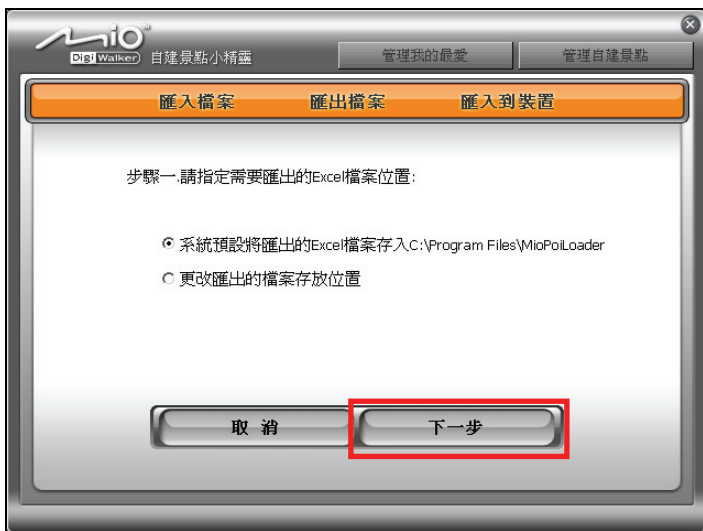 Mio
DigiWalker 自建景點小精靈
管理我的最愛
管理自建景點
匯入檔案 匯出檔案 匯入到裝置
步驟一.請指定需要匯出的Excel檔案位置:
系統預設將匯出的Excel檔案存入C:\Program Files\MioPoiLoader
更改匯出的檔案存放位置
取 消 下一步